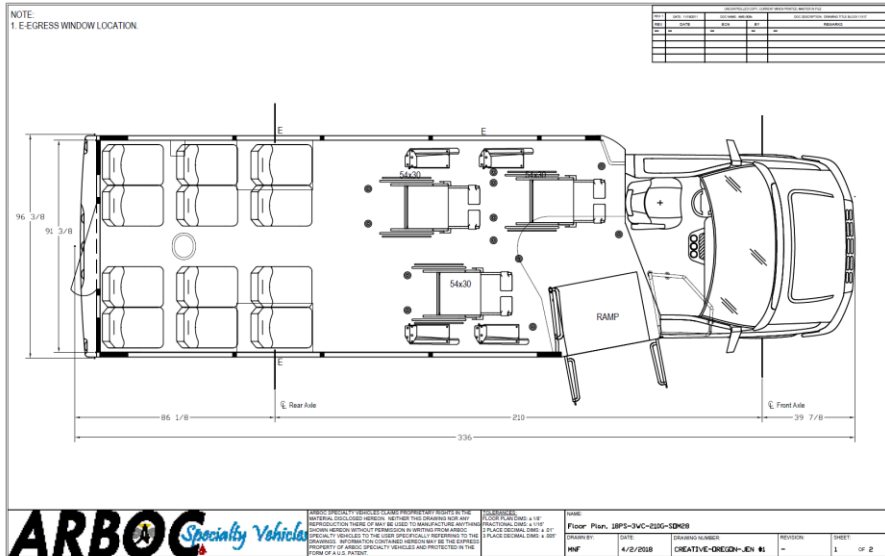 NOTE:
1. E-EGRESS WINDOW LOCATION.
REV
DATE
ECN
BY
REMARKS
E
E
54x30
54x30
96 3/8
91 3/8
54x30
RAMP
E
℄ Rear Axle
℄ Front Axle
86 1/8
210
39 7/8
336
ARBOC Specialty Vehicles
ARBOC SPECIALTY VEHICLES CLAIMS PROPRIETARY RIGHTS IN THE
MATERIAL DISCLOSED HEREON. NEITHER THIS DRAWING NOR ANY
REPRODUCTION THERE OF MAY BE USED TO MANUFACTURE ANYTHING
SHOWN HEREON WITHOUT PERMISSION IN WRITING FROM ARBOC
SPECIALTY VEHICLES TO THE USER SPECIFICALLY REFERRING TO THE
DRAWINGS. INFORMATION CONTAINED HEREON MAY BE THE EXPRESS
PROPERTY OF ARBOC SPECIALTY VEHICLES AND PROTECTED IN THE
FORM OF A U.S. PATENT.
TOLERANCES:
FLOOR PLAN DIMS: ± 1/8"
FRACTIONAL DIMS: ± 1/16"
2 PLACE DECIMAL DIMS: ± .01"
3 PLACE DECIMAL DIMS: ± .005"
NAME:
Floor Plan, 18PS-3WC-210G-SDM28
DRAWN BY:
MNF
DATE:
4/2/2018
DRAWING NUMBER:
CREATIVE-OREGON-JEN #1
REVISION:
-
SHEET:
1 OF 2